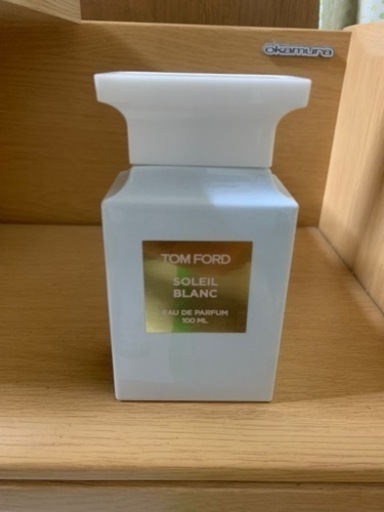 okamura
TOM FORD
SOLEIL
BLANC
EAU DE PARFUM
100 ML